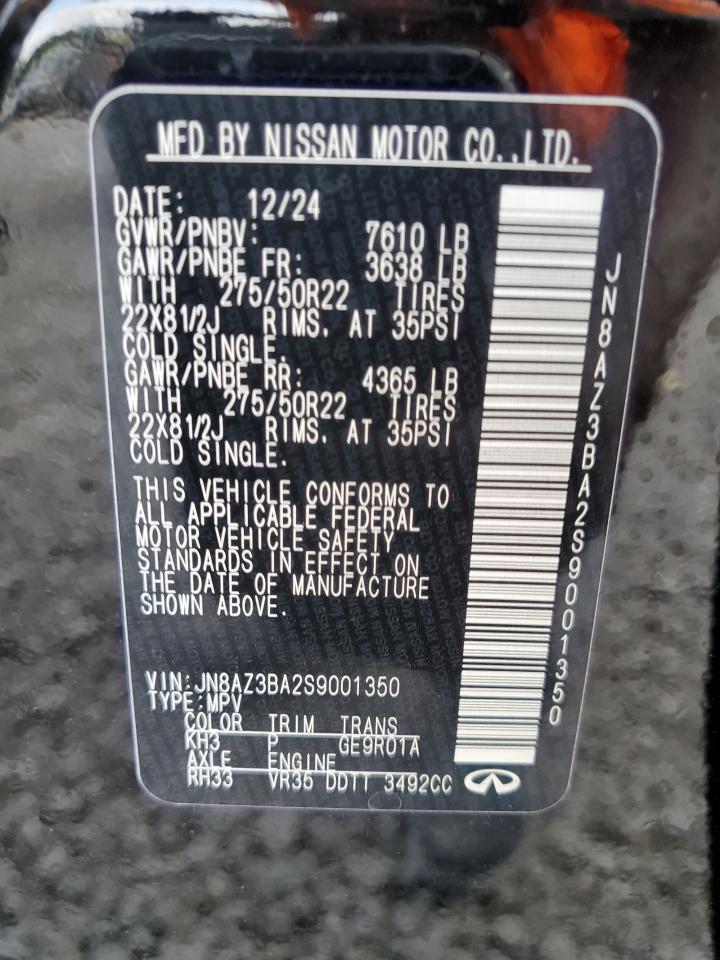 MFD BY NISSAN MOTOR CO.,LTD.
DATE: 12/24
GVWR/PNBV: 7610 LB
GAWR/PNBE FR: 3638 LB
WITH 275/50R22 TIRES
22X81/2J RIMS. AT 35PSI
COLD SINGLE.
GAWR/PNBE RR: 4365 LB
WITH 275/50R22 TIRES
22X81/2J RIMS. AT 35PSI
COLD SINGLE.
THIS VEHICLE CONFORMS TO
ALL APPLICABLE FEDERAL
MOTOR VEHICLE SAFETY
STANDARDS IN EFFECT ON
THE DATE OF MANUFACTURE
SHOWN ABOVE.
VIN:JN8AZ3BA2S9001350
TYPE:MPV
COLOR TRIM TRANS
KH3 P GE9R01A
AXLE ENGINE
RH33 VR35 DDTT 3492CC
JN8AZ3BA2S9001350